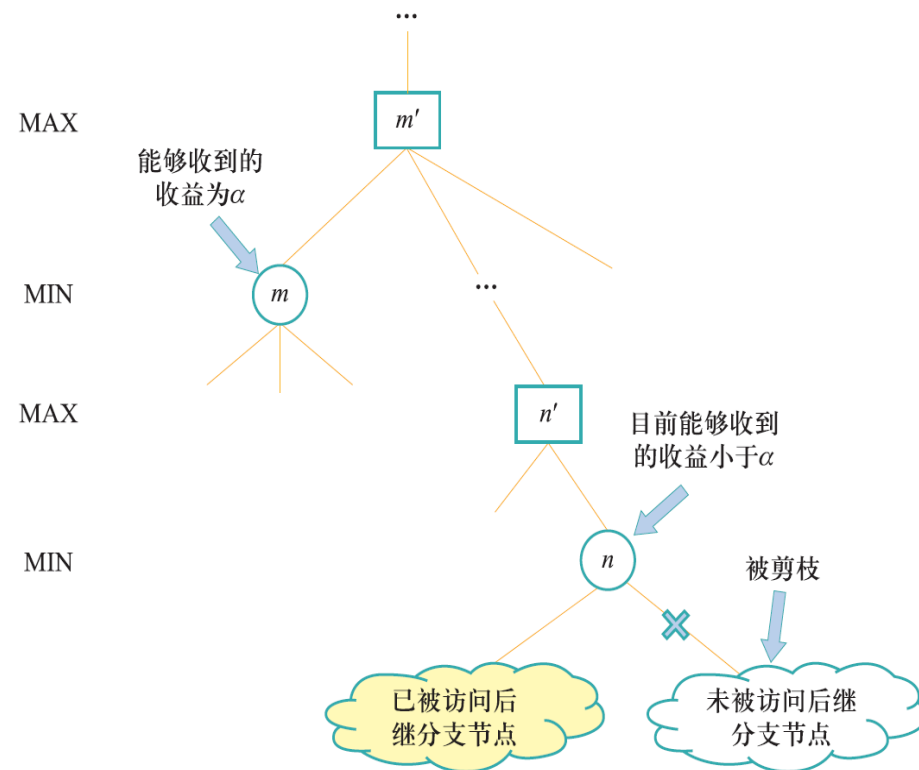 ...
MAX
m′
能够收到的
收益为α
MIN
m
...
MAX
n′
目前能够收到
的收益小于α
MIN
n
被剪枝
已被访问后
继分支节点
未被访问后继
分支节点